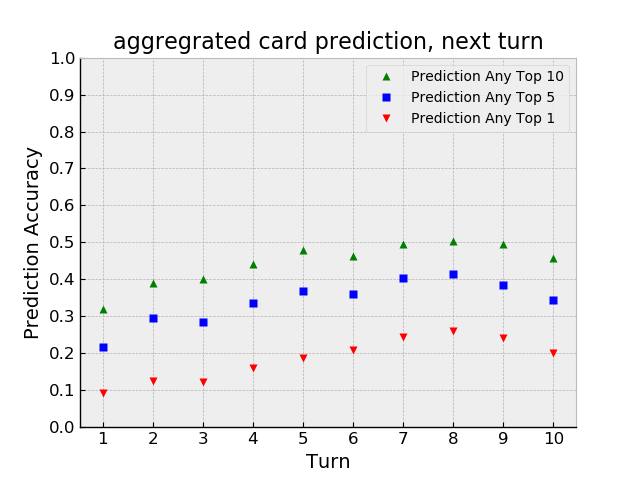 aggregrated card prediction, next turn
Prediction Accuracy
1.0
0.9
0.8
0.7
0.6
0.5
0.4
0.3
0.2
0.1
0.0
Prediction Any Top 10
Prediction Any Top 5
Prediction Any Top 1
1 2 3 4 5 6 7 8 9 10
Turn